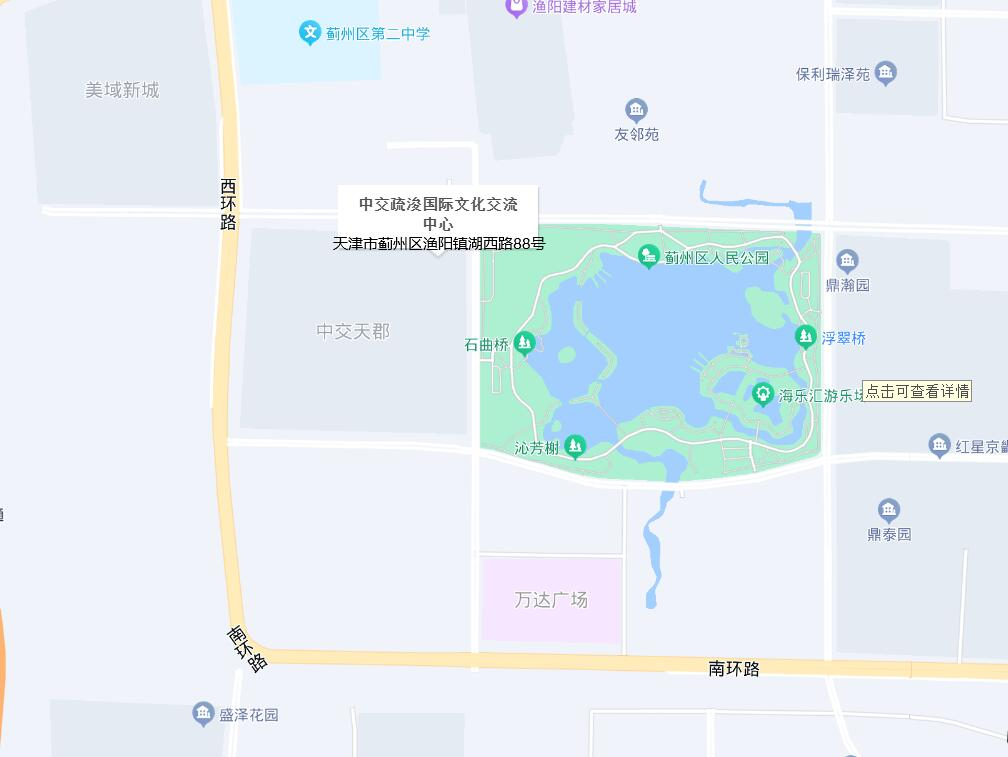 渔阳建材家居城
蓟州区第二中学
保利瑞泽苑
美域新城
友邻苑
西环路
中交疏浚国际文化交流
中心
天津市蓟州区渔阳镇湖西路88号
蓟州区人民公园
鼎瀚园
中交天郡
石曲桥
浮翠桥
海乐汇游乐场
点击可查看详情
沁芳榭
红星京
鼎泰园
万达广场
南环路
南环路
盛泽花园